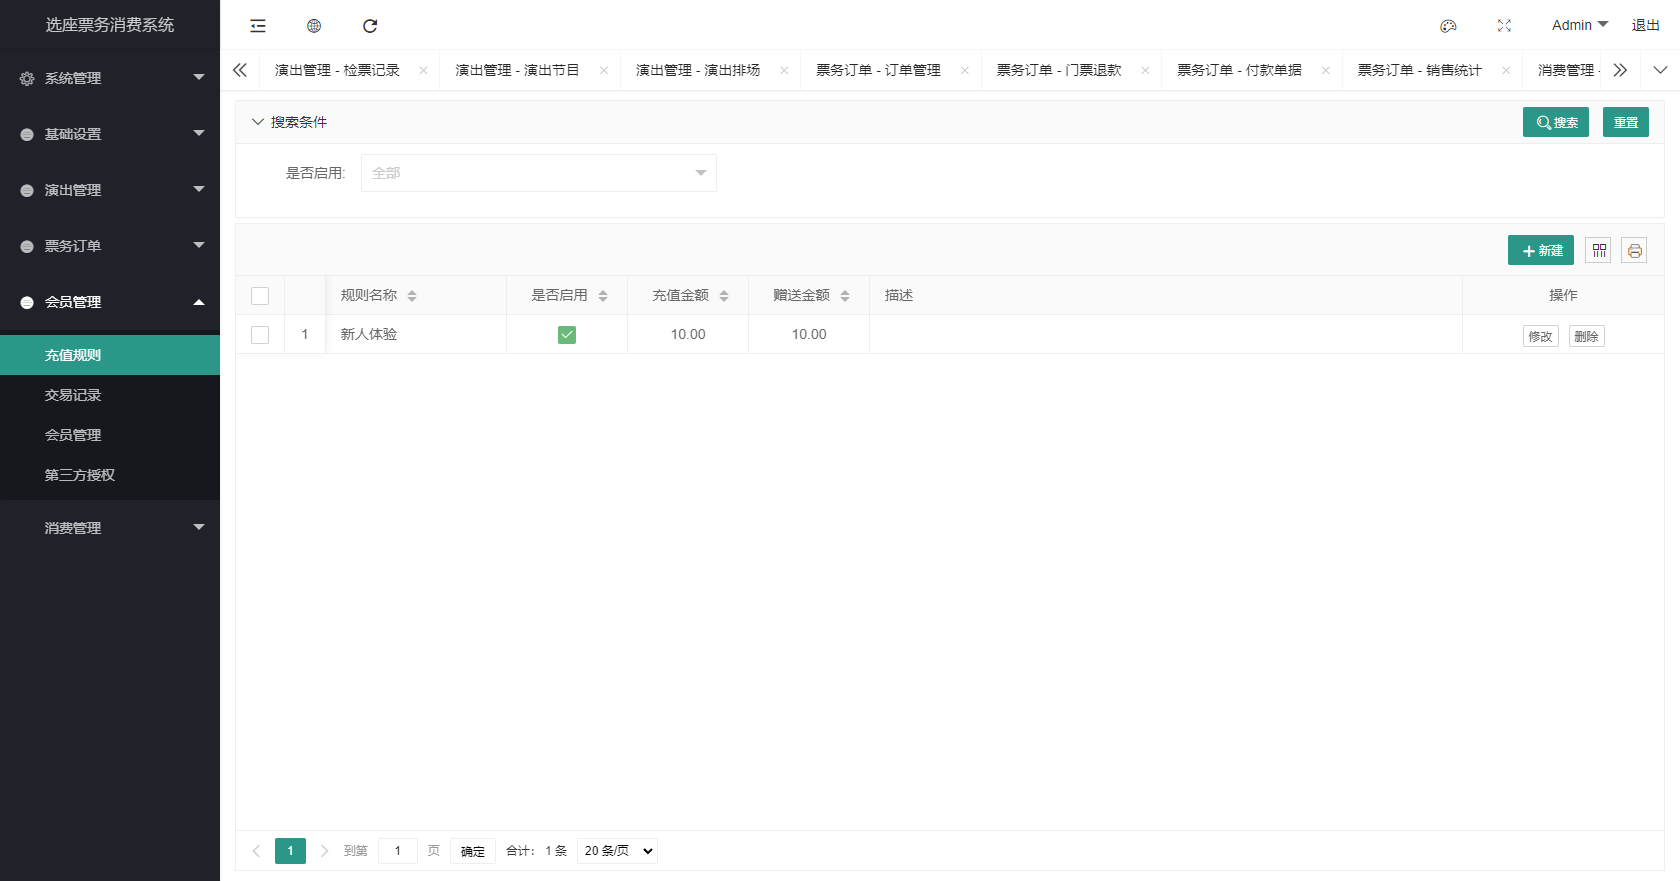 选座票务消费系统
Admin
退出
系统管理
基础设置
演出管理
票务订单
会员管理
充值规则
交易记录
会员管理
第三方授权
消费管理
演出管理 - 检票记录
演出管理 - 演出节目
演出管理 - 演出排场
票务订单 - 订单管理
票务订单 - 门票退款
票务订单 - 付款单据
票务订单 - 销售统计
消费管理 -
搜索条件
搜索
重置
是否启用:
全部
新建
规则名称 是否启用 充值金额 赠送金额 描述 操作
1 新人体验 10.00 10.00 修改 删除
1 到第 1 页 确定 合计： 1 条 20 条/页